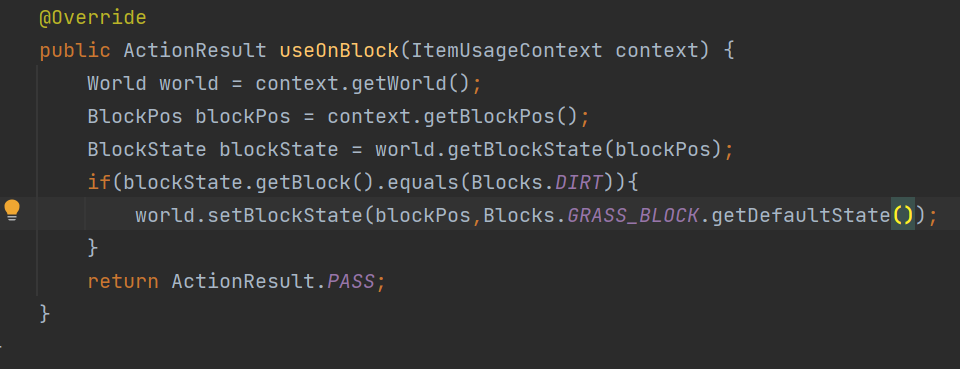 @Override
public ActionResult useOnBlock(ItemUsageContext context) {
World world = context.getWorld();
BlockPos blockPos = context.getBlockPos();
BlockState blockState = world.getBlockState(blockPos);
if(blockState.getBlock().equals(Blocks.DIRT)){
world.setBlockState(blockPos,Blocks.GRASS_BLOCK.getDefaultState());
}
return ActionResult.PASS;
}